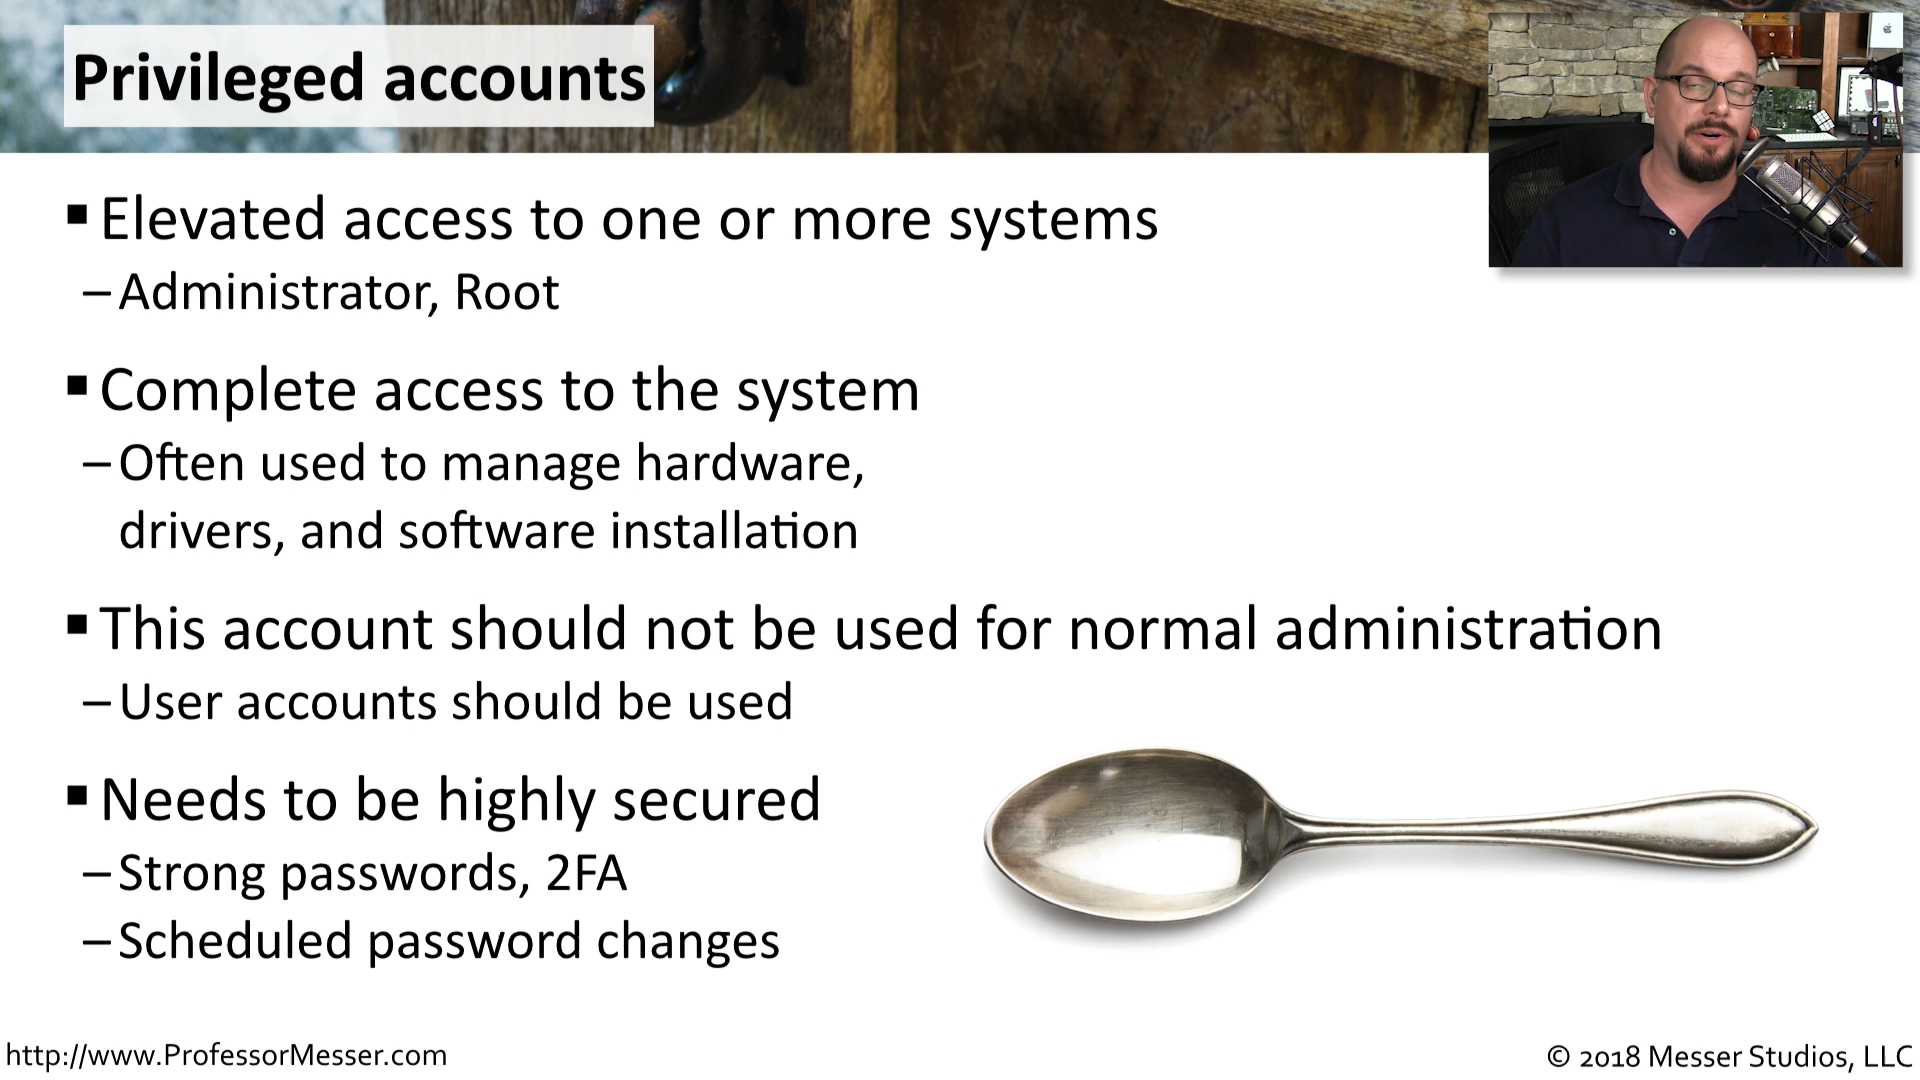 Privileged accounts
▪ Elevated access to one or more systems
– Administrator, Root
▪ Complete access to the system
– Often used to manage hardware,
drivers, and software installation
▪ This account should not be used for normal administration
– User accounts should be used
▪ Needs to be highly secured
– Strong passwords, 2FA
– Scheduled password changes
http://www.ProfessorMesser.com
© 2018 Messer Studios, LLC